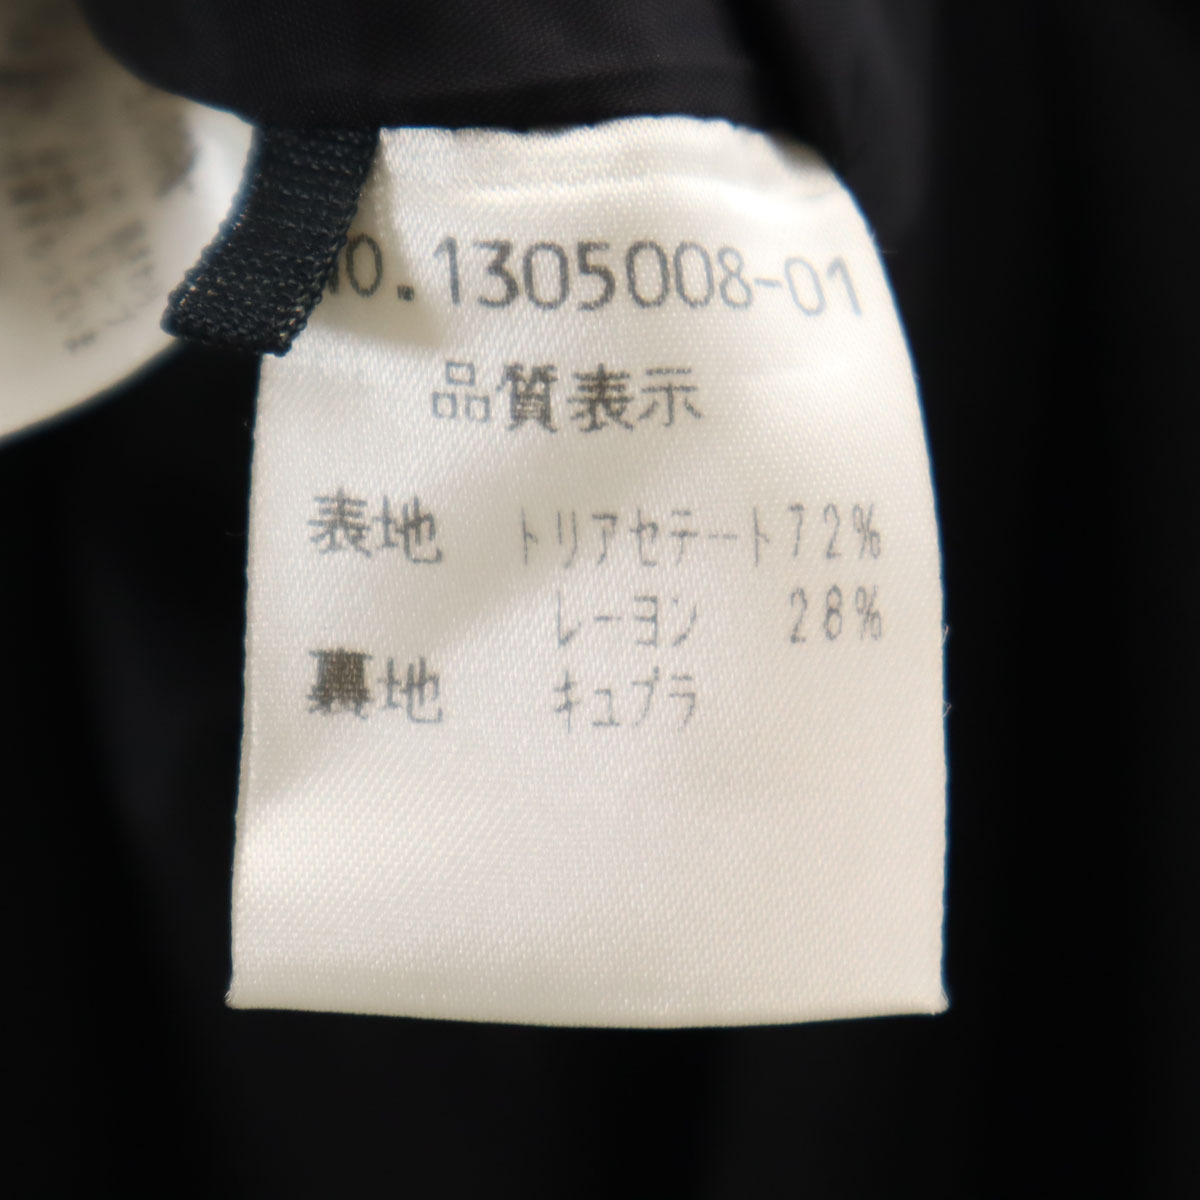 NO.1305008-01
品質表示
表地 トリアセテート72%
レーヨン 28%
裏地 キュプラ